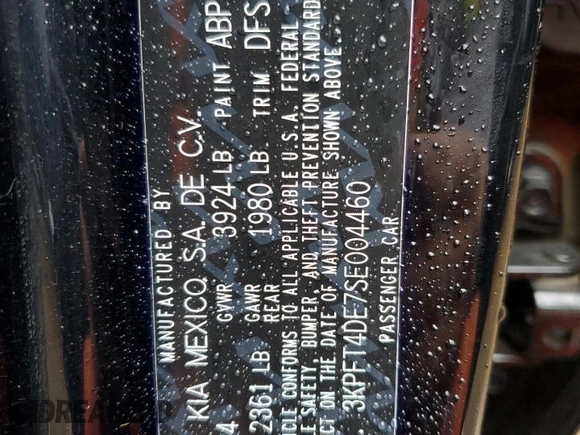 MANUFACTURED BY
KIA MEXICO, S.A. DE C.V.
4 GVWR 3924 LB PAINT ABP
2361 LB GAWR REAR 1980 LB TRIM DFS
CONFORMS TO ALL APPLICABLE U.S.A. FEDERAL
SAFETY, BUMPER, AND THEFT PREVENTION STANDARD
ON THE DATE OF MANUFACTURE SHOWN ABOVE.
3KPFT4DE7SE004460
PASSENGER CAR